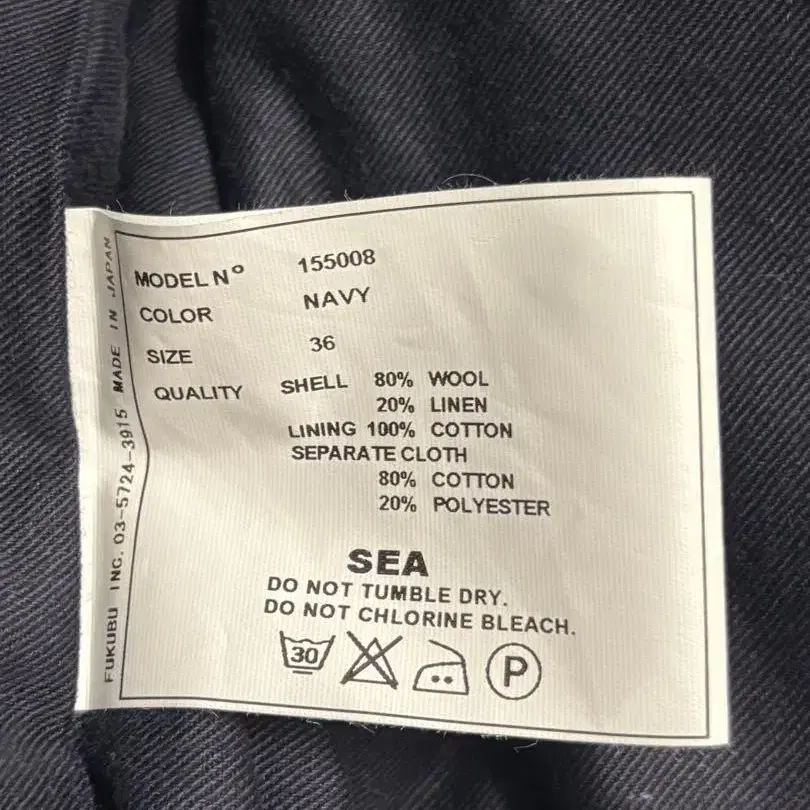 MODEL Nº 155008
COLOR NAVY
SIZE 36
QUALITY SHELL 80% WOOL
20% LINEN
LINING 100% COTTON
SEPARATE CLOTH
80% COTTON
20% POLYESTER
SEA
DO NOT TUMBLE DRY.
DO NOT CHLORINE BLEACH.
30 P
FUKUBU INC. 03-5724-3915 MADE IN JAPAN